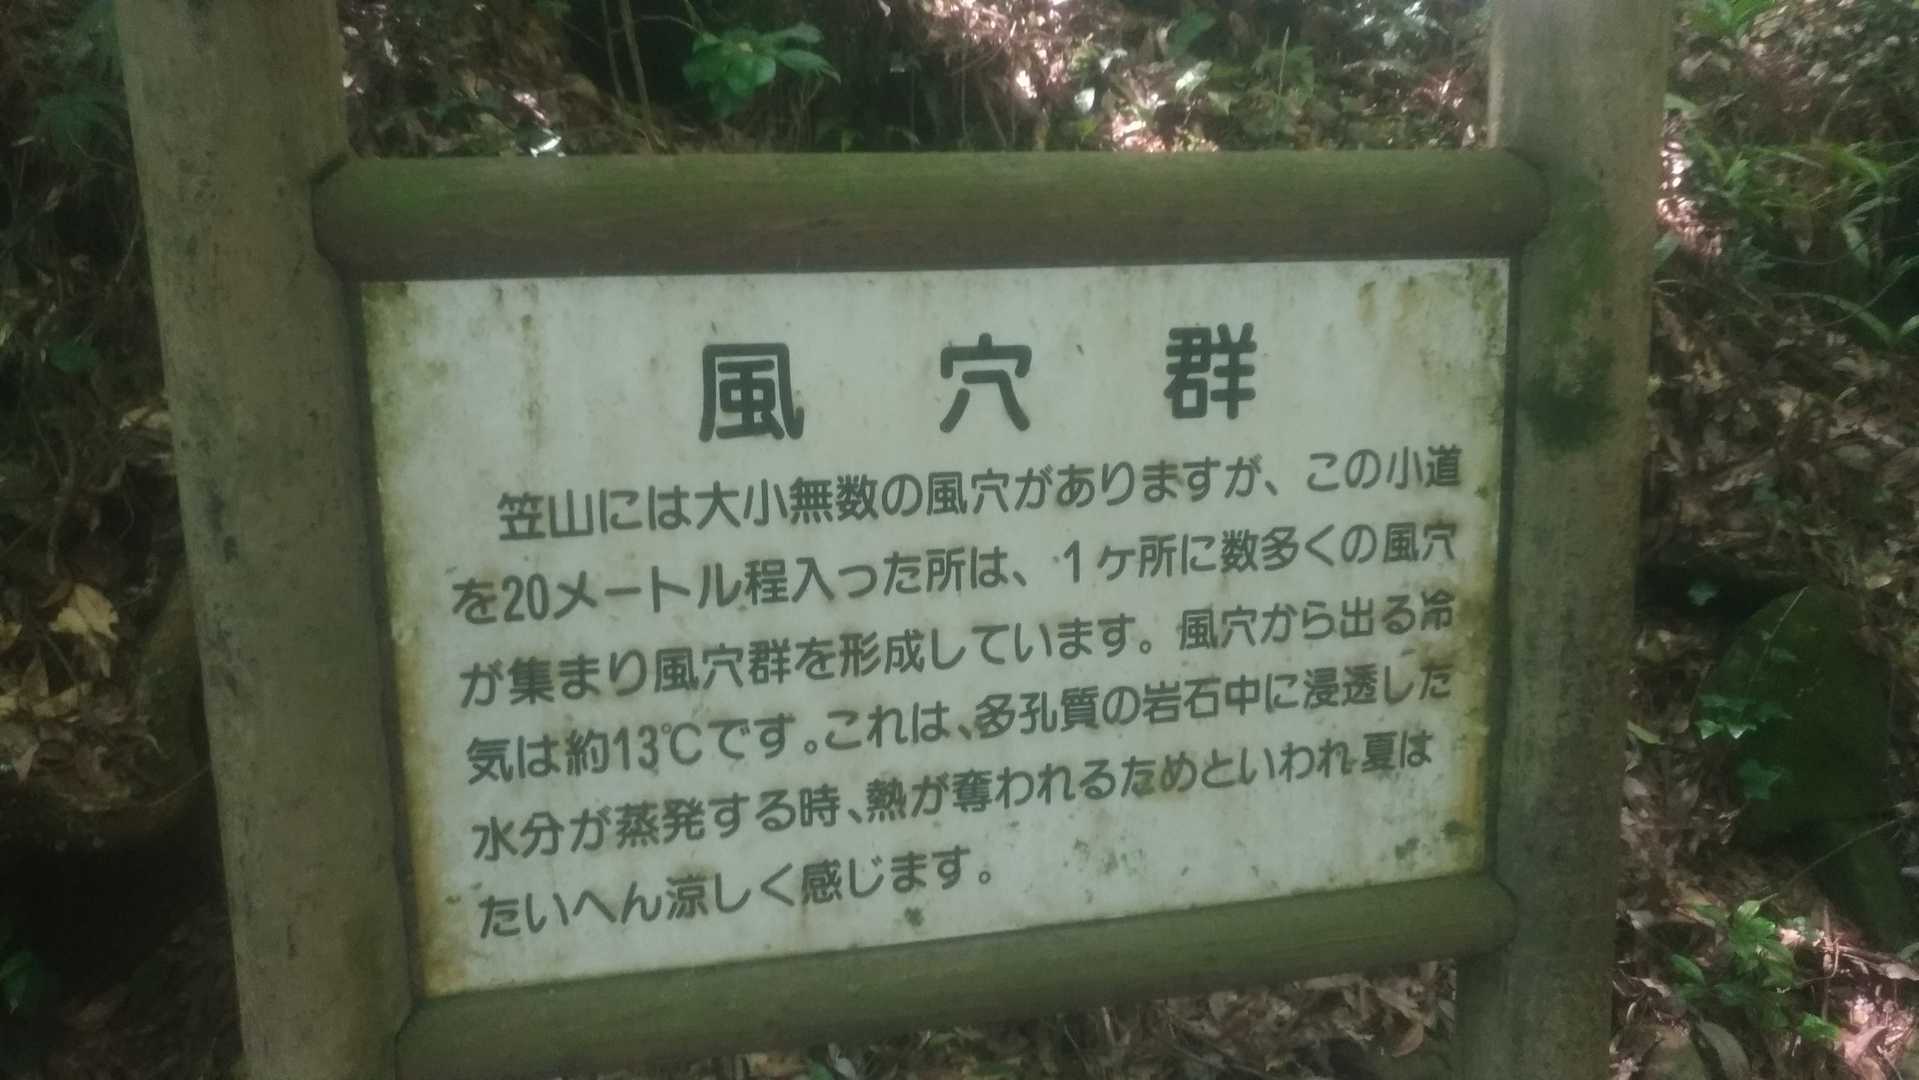 風穴群
笠山には大小無数の風穴がありますが、この小道
を20メートル程入った所は、1ヶ所に数多くの風穴
が集まり風穴群を形成しています。風穴から出る冷
気は約13℃です。これは、多孔質の岩石中に浸透した
水分が蒸発する時、熱が奪われるためといわれ夏は
たいへん涼しく感じます。